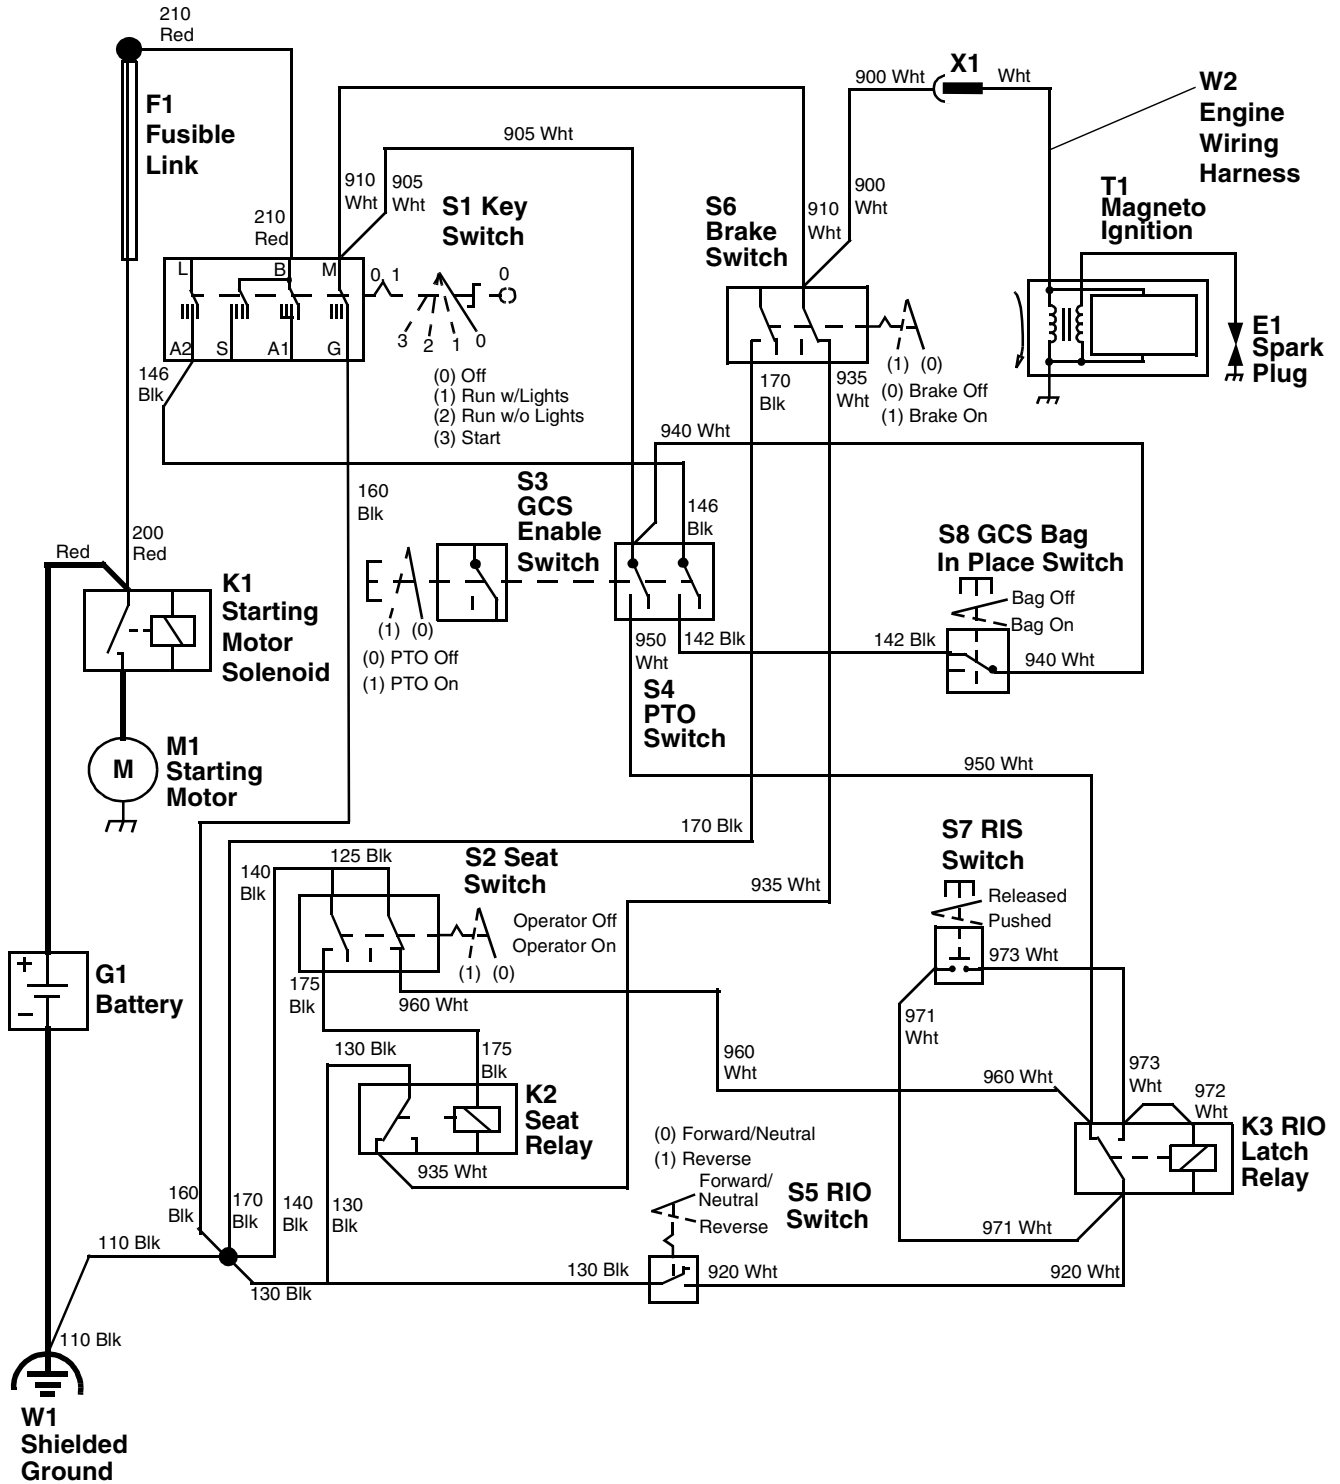 210
Red
F1
Fusible
Link
905 Wht
910
Wht
905
Wht
S1 Key
Switch
210
Red
L
B
M
A2
S
A1
G
0 1
0
3
2
1
0
(0) Off
(1) Run w/Lights
(2) Run w/o Lights
(3) Start
146
Blk
900 Wht
X1
Wht
W2
Engine
Wiring
Harness
900
Wht
910
Wht
S6
Brake
Switch
T1
Magneto
Ignition
E1
Spark
Plug
170
Blk
935
Wht
(1) (0)
(0) Brake Off
(1) Brake On
940 Wht
160
Blk
S3
GCS
Enable
Switch
146
Blk
S8 GCS Bag
In Place Switch
Bag Off
Bag On
142 Blk
940 Wht
200
Red
Red
K1
Starting
Motor
Solenoid
(1) (0)
(0) PTO Off
(1) PTO On
950
Wht
142 Blk
S4
PTO
Switch
M
M1
Starting
Motor
950 Wht
170 Blk
S7 RIS
Switch
Released
Pushed
973 Wht
971
Wht
125 Blk
140
Blk
S2 Seat
Switch
Operator Off
Operator On
(1) (0)
935 Wht
+
−
G1
Battery
175
Blk
960 Wht
130 Blk
175
Blk
K2
Seat
Relay
935 Wht
960
Wht
960 Wht
973
Wht
972
Wht
K3 RIO
Latch
Relay
(0) Forward/Neutral
(1) Reverse
Forward/
Neutral
Reverse
S5 RIO
Switch
971 Wht
160
Blk
170
Blk
140
Blk
130
Blk
110 Blk
130 Blk
130 Blk
920 Wht
920 Wht
110 Blk
W1
Shielded
Ground